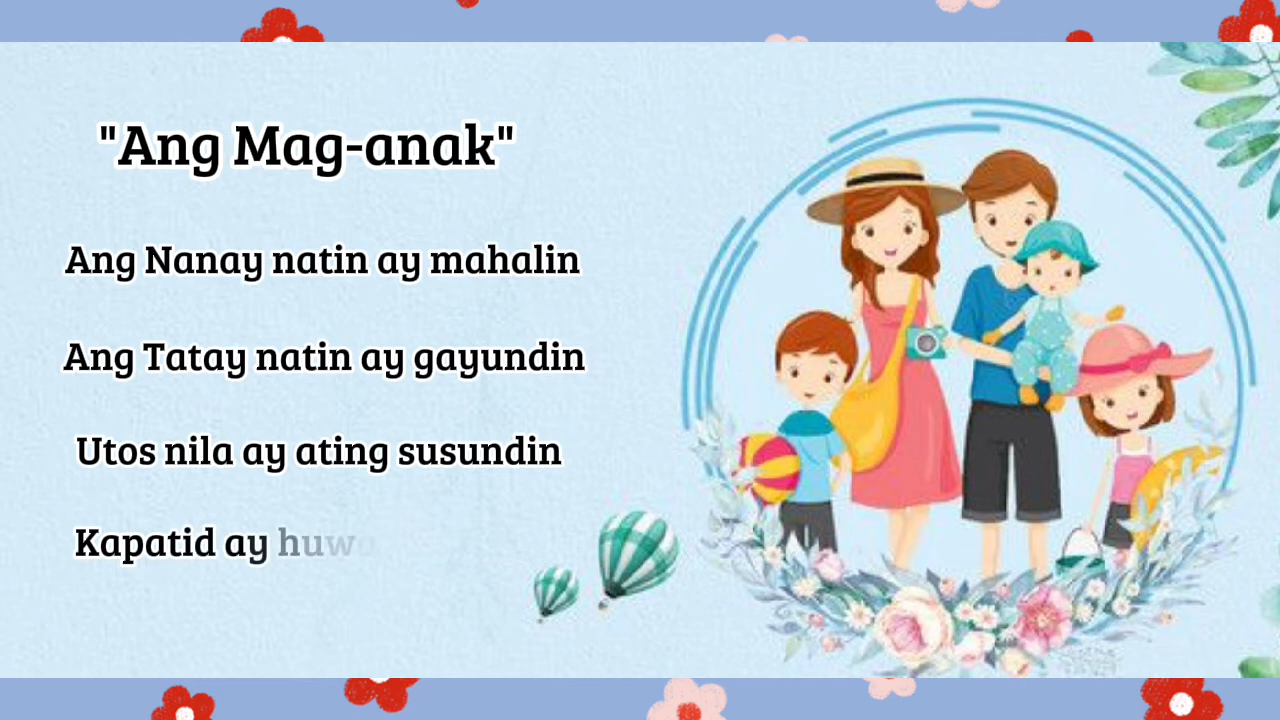 "Ang Mag-anak"
Ang Nanay natin ay mahalin
Ang Tatay natin ay gayundin
Utos nila ay ating susundin
Kapatid ay